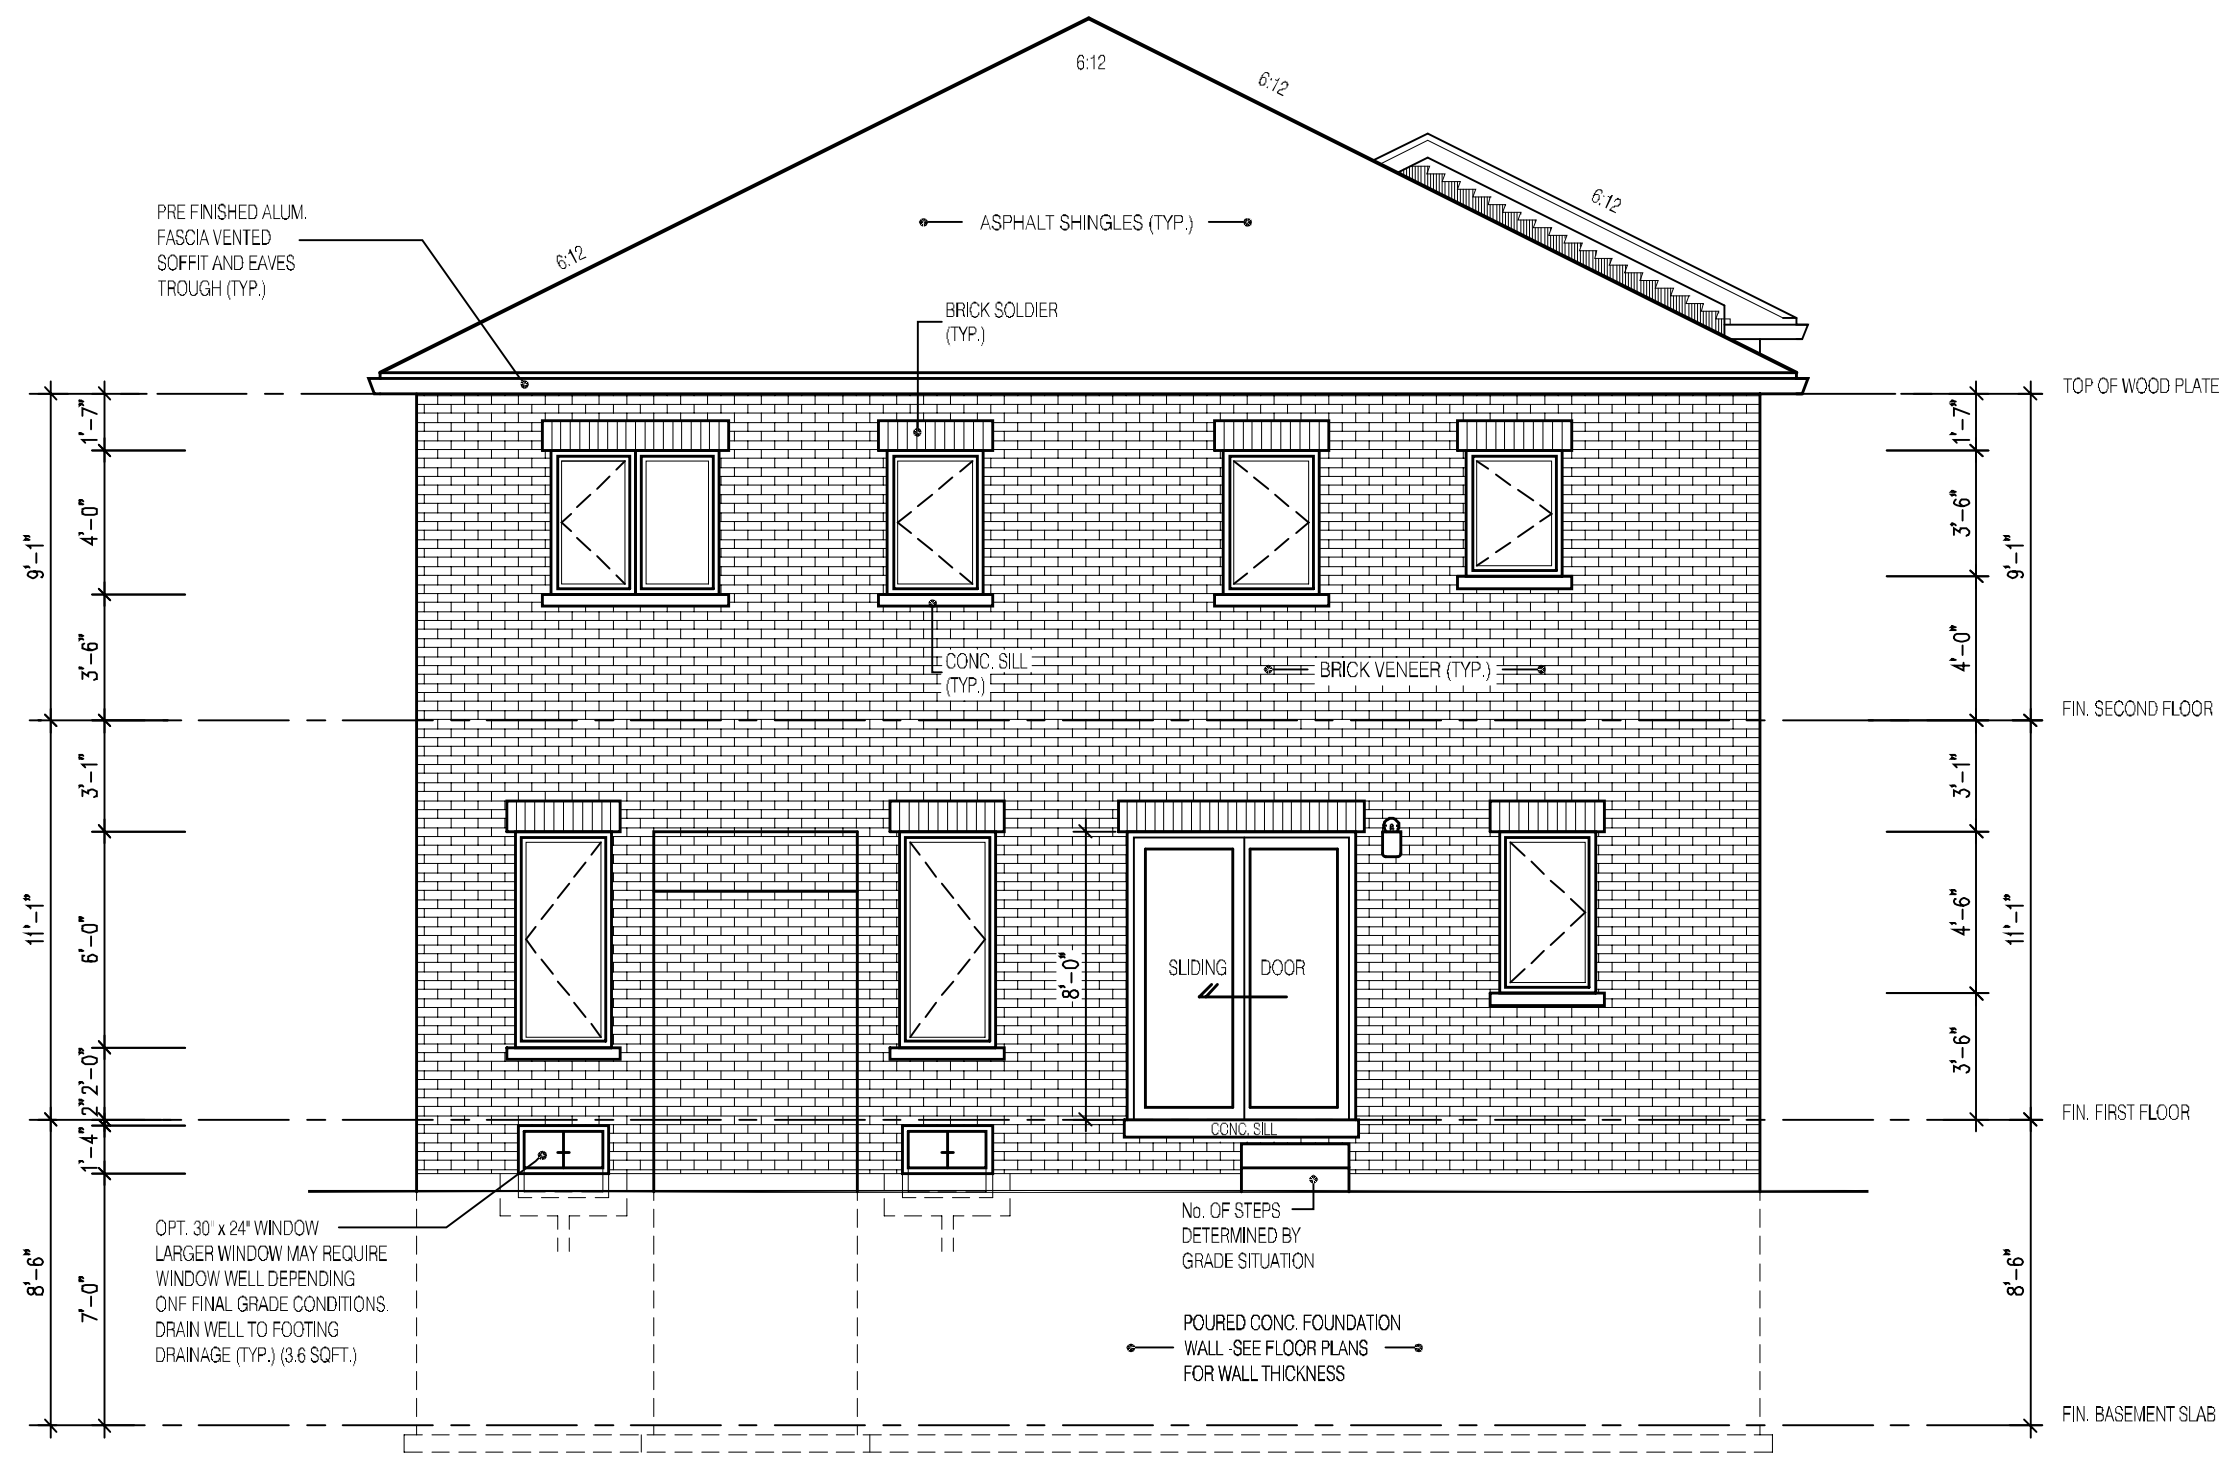 6:12
6:12
6:12
6:12
PRE FINISHED ALUM.
FASCIA VENTED
SOFFIT AND EAVES
TROUGH (TYP.)
ASPHALT SHINGLES (TYP.)
BRICK SOLDIER
(TYP.)
TOP OF WOOD PLATE
1'-7"
4'-0"
9'-1"
3'-6"
1'-7"
3'-6"
9'-1"
4'-0"
CONC. SILL
(TYP.)
BRICK VENEER (TYP.)
FIN. SECOND FLOOR
3'-1"
11'-1"
6'-0"
2'-0"
2"
3'-1"
4'-6"
11'-1"
3'-6"
8'-0"
SLIDING DOOR
CONC. SILL
FIN. FIRST FLOOR
1'-4"
8'-6"
7'-0"
8'-6"
OPT. 30" x 24" WINDOW
LARGER WINDOW MAY REQUIRE
WINDOW WELL DEPENDING
ONF FINAL GRADE CONDITIONS.
DRAIN WELL TO FOOTING
DRAINAGE (TYP.) (3.6 SQFT.)
No. OF STEPS
DETERMINED BY
GRADE SITUATION
POURED CONC. FOUNDATION
WALL -SEE FLOOR PLANS
FOR WALL THICKNESS
FIN. BASEMENT SLAB